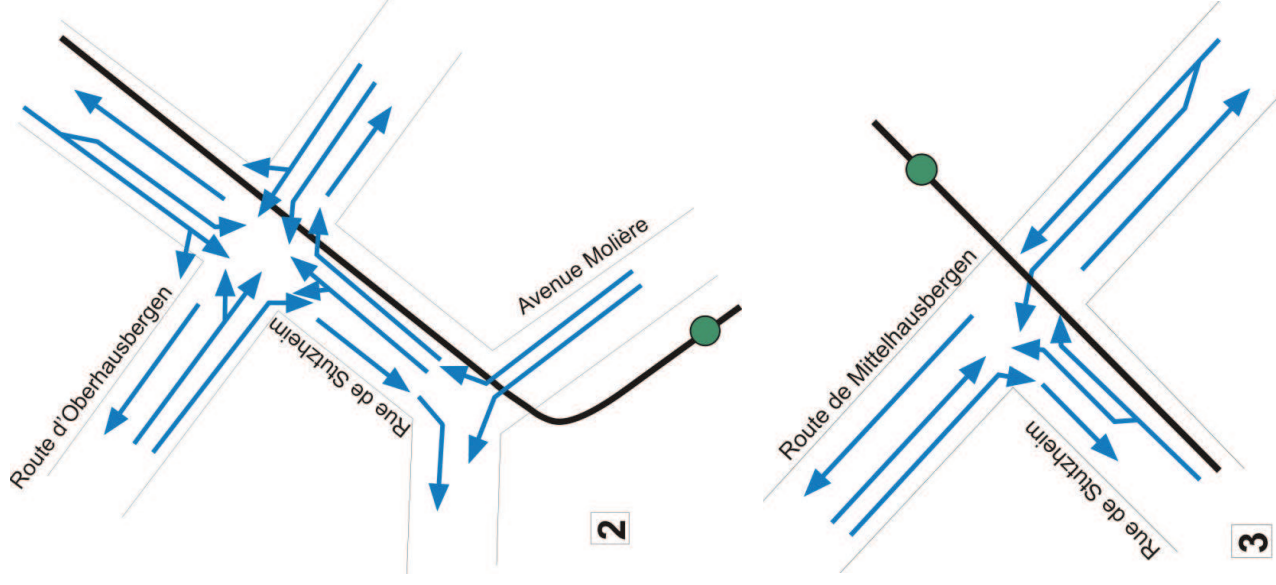 Route d'Oberhausbergen
Rue de Stutzheim
Avenue Molière
2
Route de Mittelhausbergen
Rue de Stutzheim
3